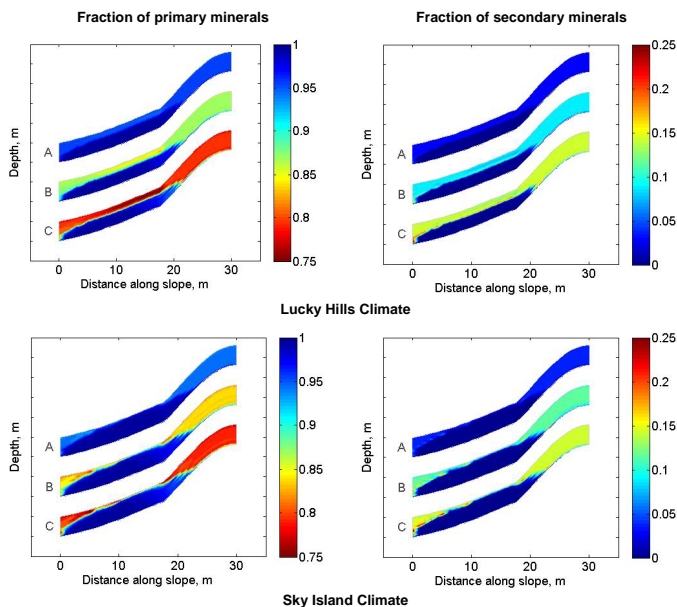 Fraction of primary minerals
Fraction of secondary minerals
Depth, m
A
B
C
0 10 20 30
Distance along slope, m
1
0.95
0.9
0.85
0.8
0.75
Depth, m
A
B
C
0 10 20 30
Distance along slope, m
0.25
0.2
0.15
0.1
0.05
0
Lucky Hills Climate
Depth, m
A
B
C
0 10 20 30
Distance along slope, m
1
0.95
0.9
0.85
0.8
0.75
Depth, m
A
B
C
0 10 20 30
Distance along slope, m
0.25
0.2
0.15
0.1
0.05
0
Sky Island Climate